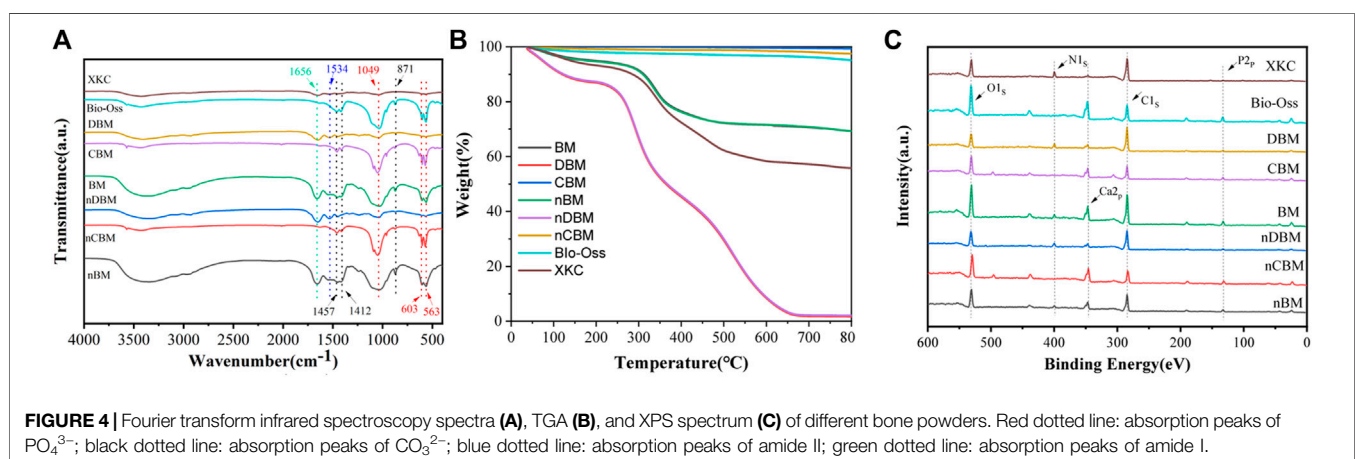 A
1656
1534
1049
871
XKC
Bio-Oss
DBM
CBM
BM
nDBM
nCBM
nBM
1457
1412
603
563
Transmittance(a.u.)
4000 3500 3000 2500 2000 1500 1000 500
Wavenumber(cm-1)
B
100
80
60
40
20
0
Weight(%)
BM
DBM
CBM
nBM
nDBM
nCBM
BIo-Oss
XKC
0 100 200 300 400 500 600 700 80
Temperature(°C)
C
N1s
P2p
XKC
O1s
C1s
Bio-Oss
DBM
CBM
Ca2p
BM
nDBM
nCBM
nBM
Intensity(a.u.)
600 500 400 300 200 100 0
Binding Energy(eV)
FIGURE 4 | Fourier transform infrared spectroscopy spectra (A), TGA (B), and XPS spectrum (C) of different bone powders. Red dotted line: absorption peaks of
PO₄³⁻; black dotted line: absorption peaks of CO₃²⁻; blue dotted line: absorption peaks of amide II; green dotted line: absorption peaks of amide I.